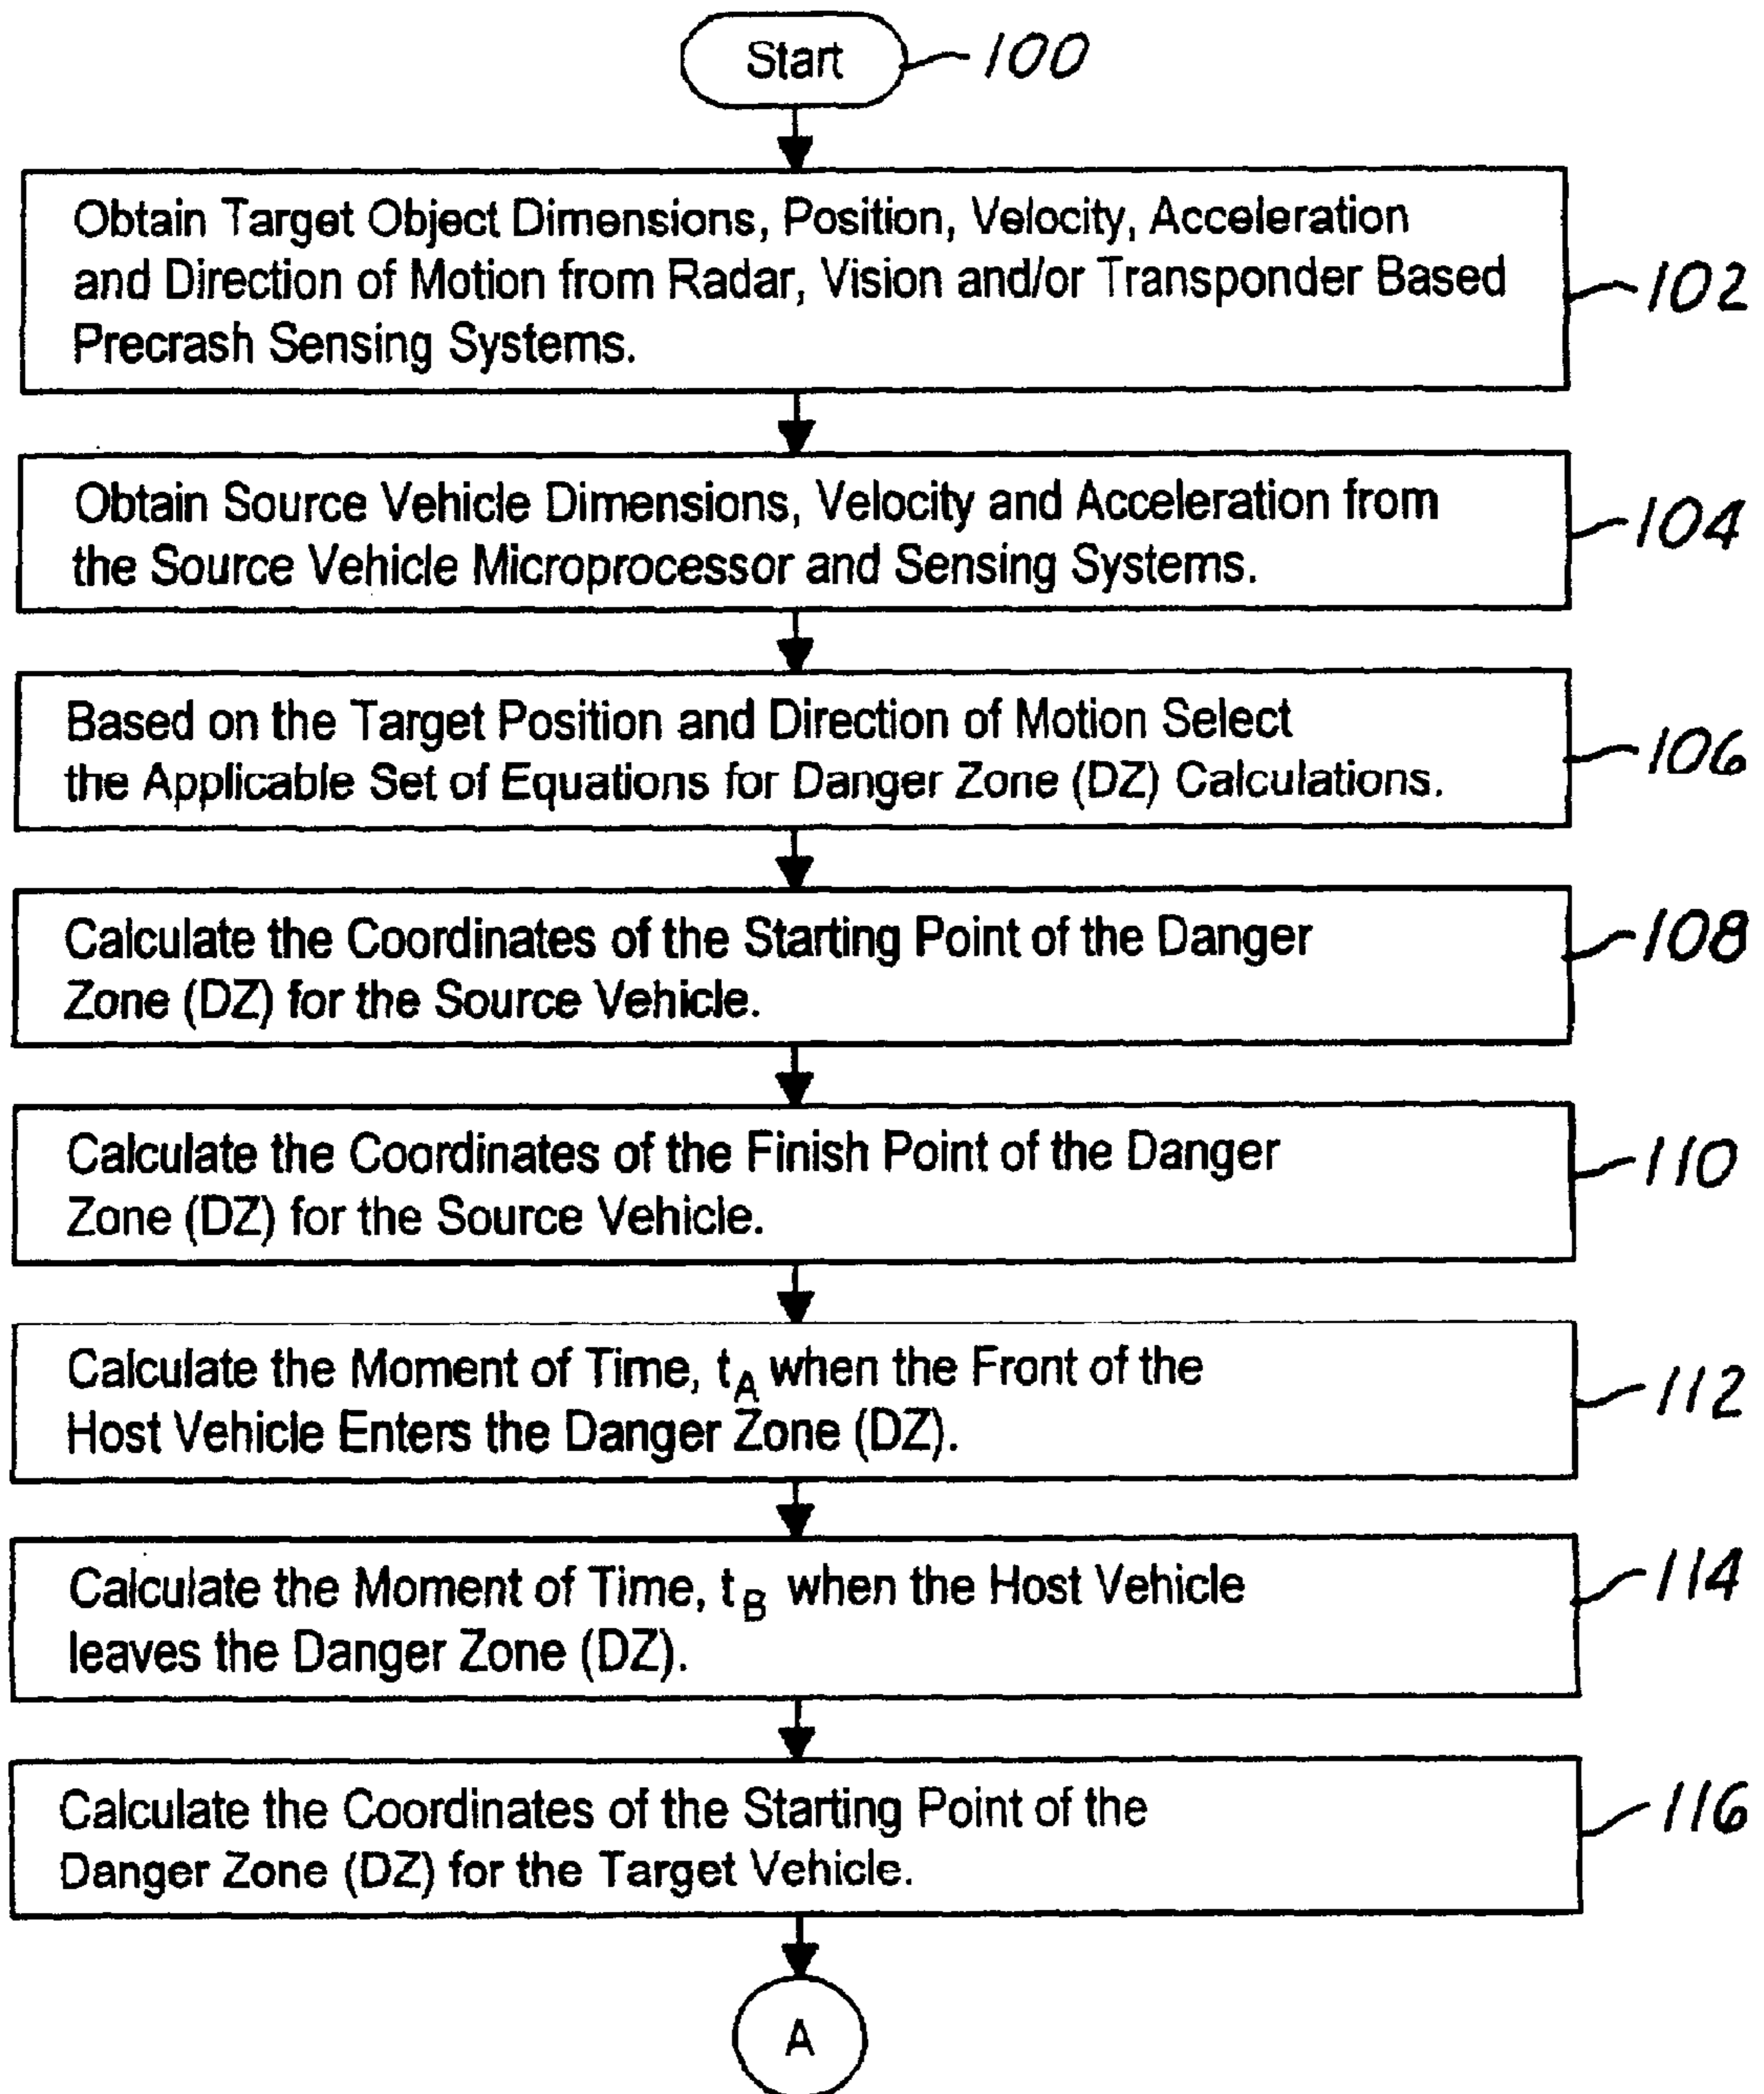 Start 100
Obtain Target Object Dimensions, Position, Velocity, Acceleration
and Direction of Motion from Radar, Vision and/or Transponder Based
Precrash Sensing Systems.
102
Obtain Source Vehicle Dimensions, Velocity and Acceleration from
the Source Vehicle Microprocessor and Sensing Systems.
104
Based on the Target Position and Direction of Motion Select
the Applicable Set of Equations for Danger Zone (DZ) Calculations.
106
Calculate the Coordinates of the Starting Point of the Danger
Zone (DZ) for the Source Vehicle.
108
Calculate the Coordinates of the Finish Point of the Danger
Zone (DZ) for the Source Vehicle.
110
Calculate the Moment of Time, tA when the Front of the
Host Vehicle Enters the Danger Zone (DZ).
112
Calculate the Moment of Time, tB when the Host Vehicle
leaves the Danger Zone (DZ).
114
Calculate the Coordinates of the Starting Point of the
Danger Zone (DZ) for the Target Vehicle.
116
A